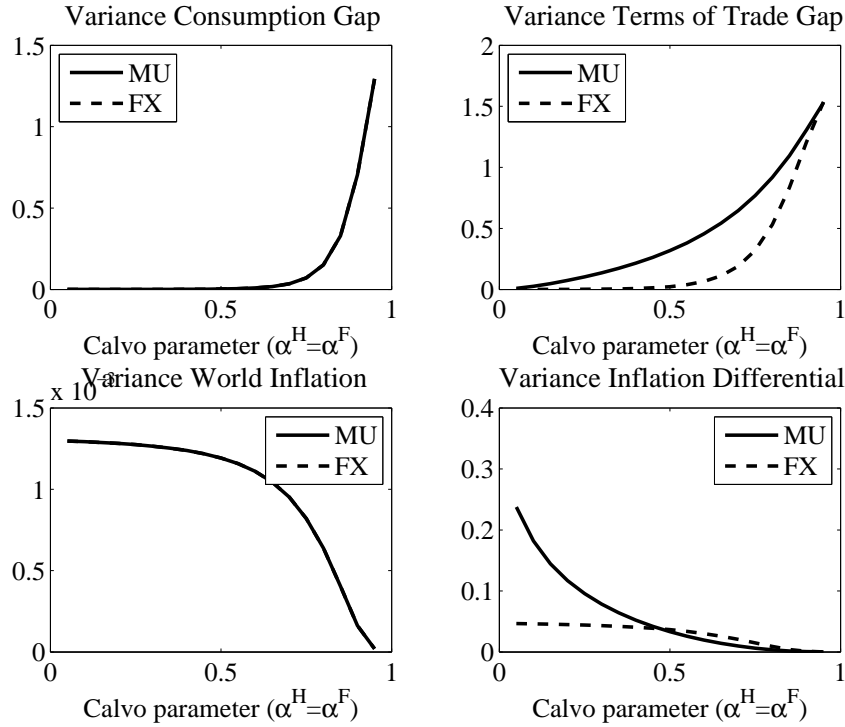 Variance Consumption Gap
1.5
1
0.5
0
MU
FX
0
0.5
1
Calvo parameter (α^H=α^F)
Variance Terms of Trade Gap
2
1.5
1
0.5
0
MU
FX
0
0.5
1
Calvo parameter (α^H=α^F)
Variance World Inflation
x 10
1.5
1
0.5
0
MU
FX
0
0.5
1
Calvo parameter (α^H=α^F)
Variance Inflation Differential
0.4
0.3
0.2
0.1
0
MU
FX
0
0.5
1
Calvo parameter (α^H=α^F)